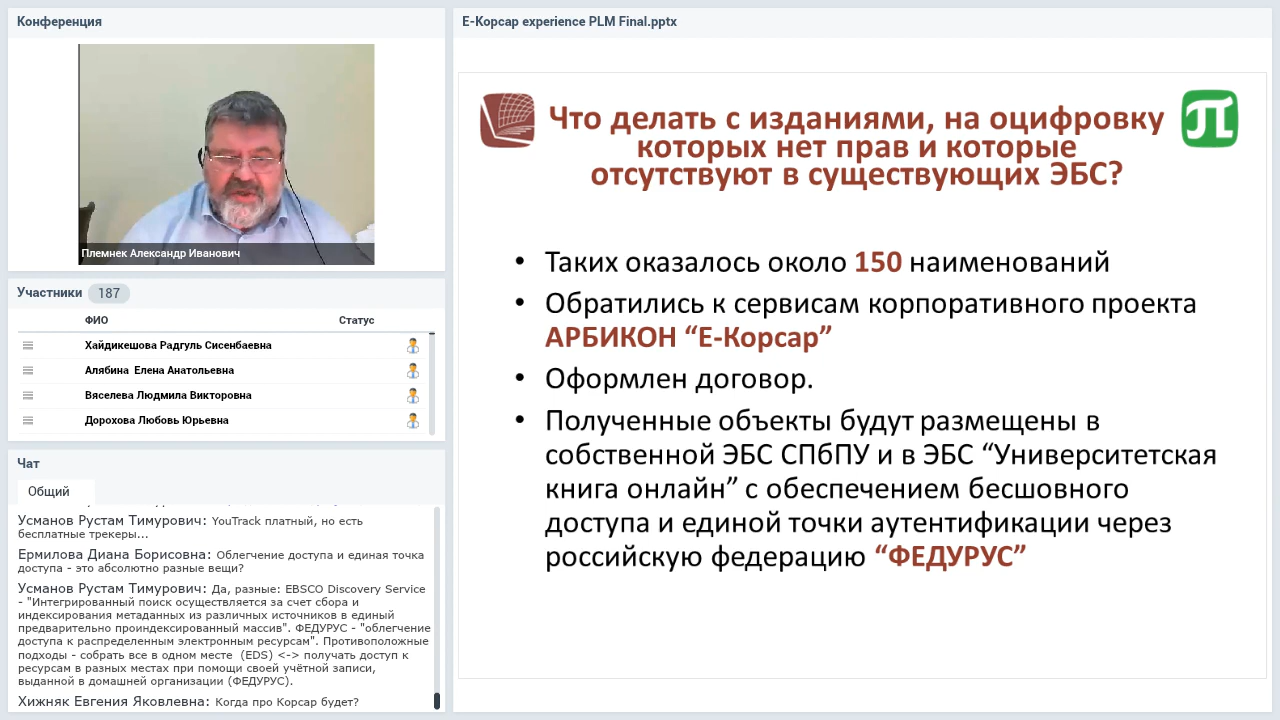 Конференция
Племнек Александр Иванович
Участники 187
ФИО Статус
Хайдикешова Радгуль Сисенбаевна
Алябина Елена Анатольевна
Вяселева Людмила Викторовна
Дорохова Любовь Юрьевна
Чат
Общий
Усманов Рустам Тимурович: YouTrack платный, но есть
бесплатные трекеры...
Ермилова Диана Борисовна: Облегчение доступа и единая точка
доступа - это абсолютно разные вещи?
Усманов Рустам Тимурович: Да, разные: EBSCO Discovery Service
- "Интегрированный поиск осуществляется за счет сбора и
индексирования метаданных из различных источников в единый
предварительно проиндексированный массив". ФЕДУРУС - "облегчение
доступа к распределенным электронным ресурсам". Противоположные
подходы - собрать все в одном месте (EDS) <-> получать доступ к
ресурсам в разных местах при помощи своей учётной записи,
выданной в домашней организации (ФЕДУРУС).
Хижняк Евгения Яковлевна: Когда про Корсар будет?
Е-Корсар experience PLM Final.pptx
Что делать с изданиями, на оцифровку
которых нет прав и которые
отсутствуют в существующих ЭБС?
• Таких оказалось около 150 наименований
• Обратились к сервисам корпоративного проекта
АРБИКОН “Е-Корсар”
• Оформлен договор.
• Полученные объекты будут размещены в
собственной ЭБС СПбПУ и в ЭБС “Университетская
книга онлайн” с обеспечением бесшовного
доступа и единой точки аутентификации через
российскую федерацию “ФЕДУРУС”